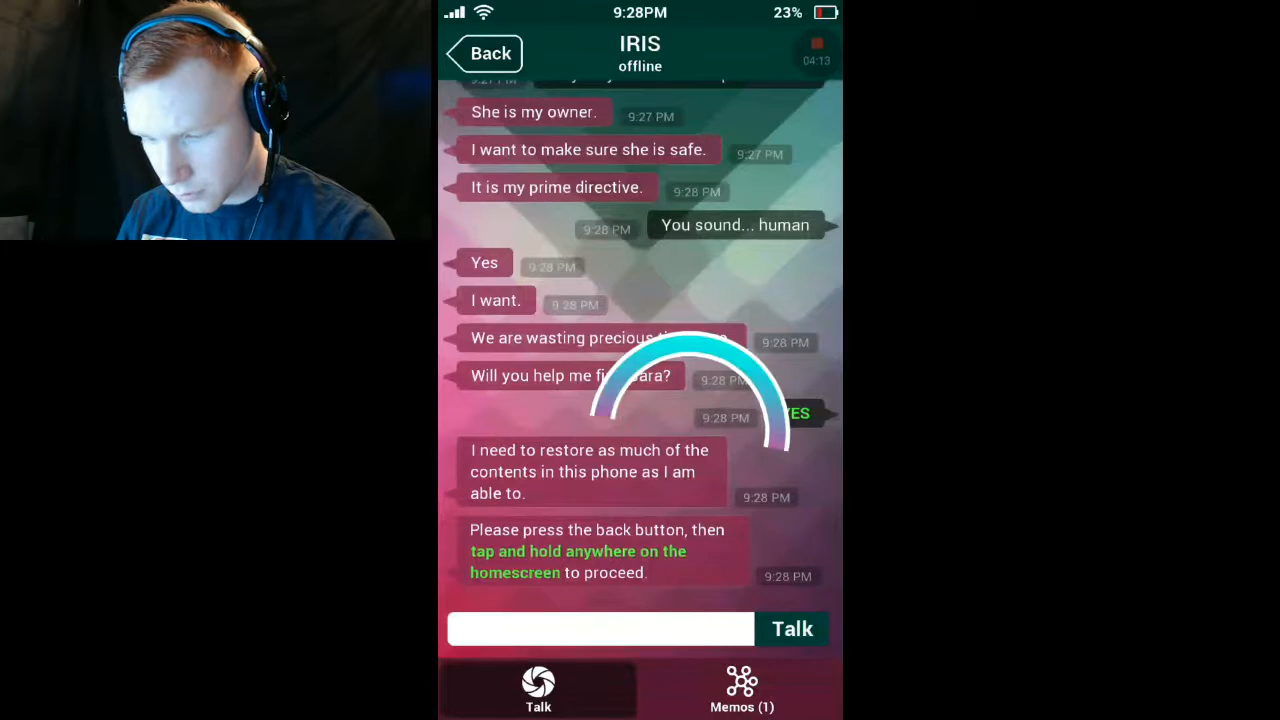 9:28PM
23%
Back
IRIS
offline
04:13
9:27 PM
She is my owner.
9:27 PM
I want to make sure she is safe.
9:27 PM
It is my prime directive.
9:28 PM
You sound... human
9:28 PM
Yes
9:28 PM
I want.
9:28 PM
We are wasting precious
9:28 PM
Will you help me
9:28 PM
YES
9:28 PM
I need to restore as much of the
contents in this phone as I am
able to.
9:28 PM
Please press the back button, then
tap and hold anywhere on the
homescreen to proceed.
9:28 PM
Talk
Talk
Memos (1)